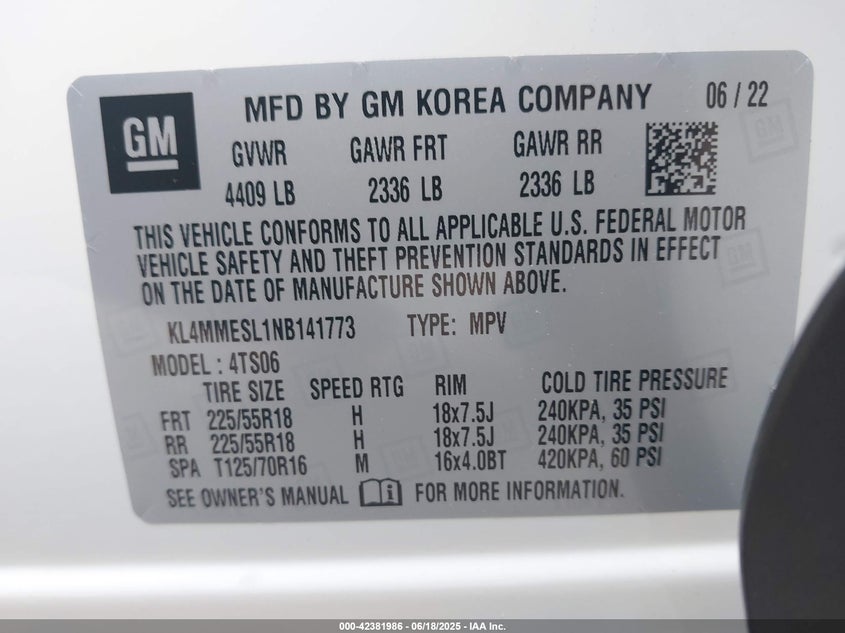 GM
MFD BY GM KOREA COMPANY 06 / 22
GVWR GAWR FRT GAWR RR
4409 LB 2336 LB 2336 LB
THIS VEHICLE CONFORMS TO ALL APPLICABLE U.S. FEDERAL MOTOR
VEHICLE SAFETY AND THEFT PREVENTION STANDARDS IN EFFECT
ON THE DATE OF MANUFACTURE SHOWN ABOVE.
KL4MMESL1NB141773 TYPE: MPV
MODEL : 4TS06
TIRE SIZE SPEED RTG RIM COLD TIRE PRESSURE
FRT 225/55R18 H 18x7.5J 240KPA, 35 PSI
RR 225/55R18 H 18x7.5J 240KPA, 35 PSI
SPA T125/70R16 M 16x4.0BT 420KPA, 60 PSI
SEE OWNER'S MANUAL i FOR MORE INFORMATION.
000-42381986 - 06/18/2025 - IAA Inc.